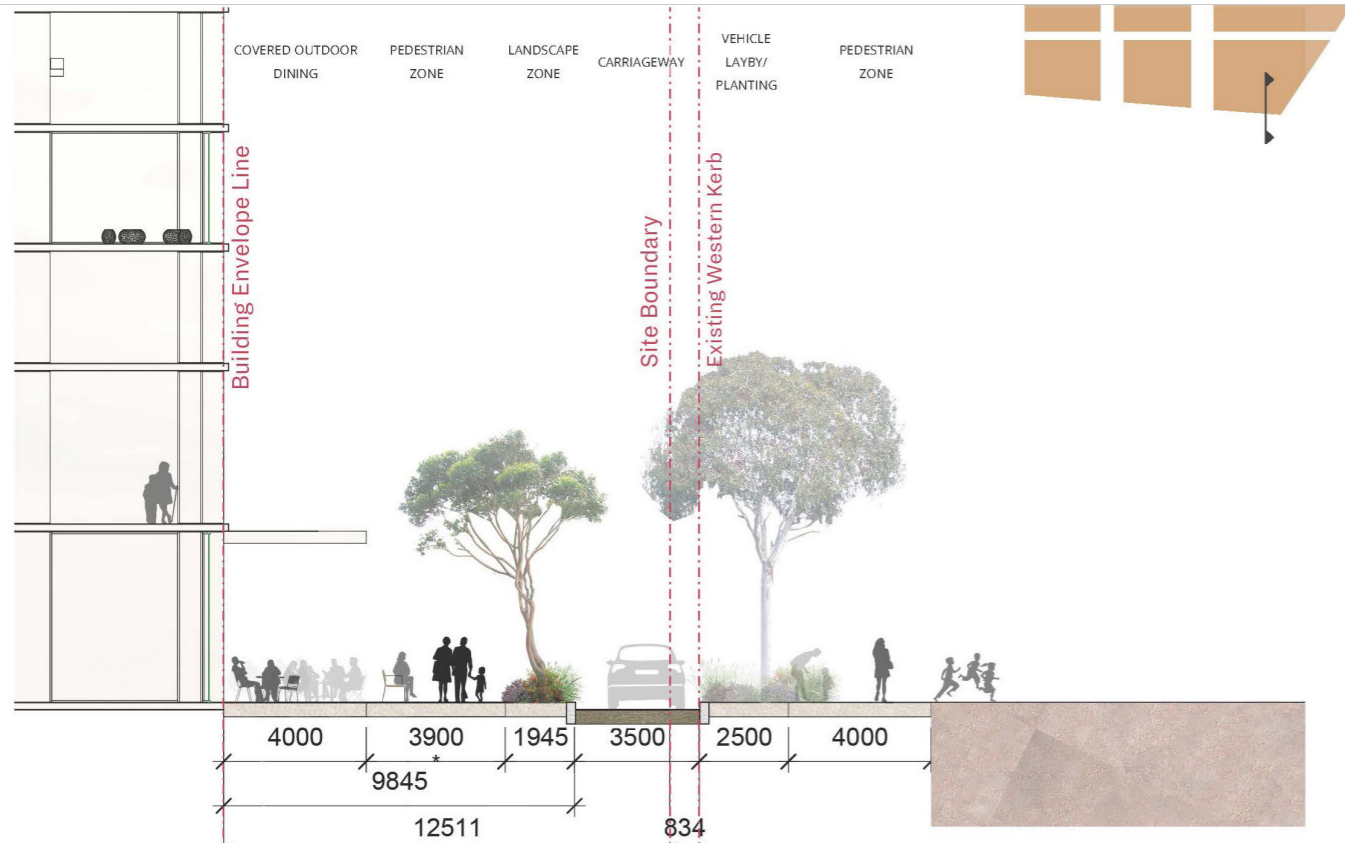 COVERED OUTDOOR
DINING
PEDESTRIAN
ZONE
LANDSCAPE
ZONE
CARRIAGEWAY
VEHICLE
LAYBY/
PLANTING
PEDESTRIAN
ZONE
Building Envelope Line
Site Boundary
Existing Western Kerb
4000
3900
1945
3500
2500
4000
*
9845
12511
834